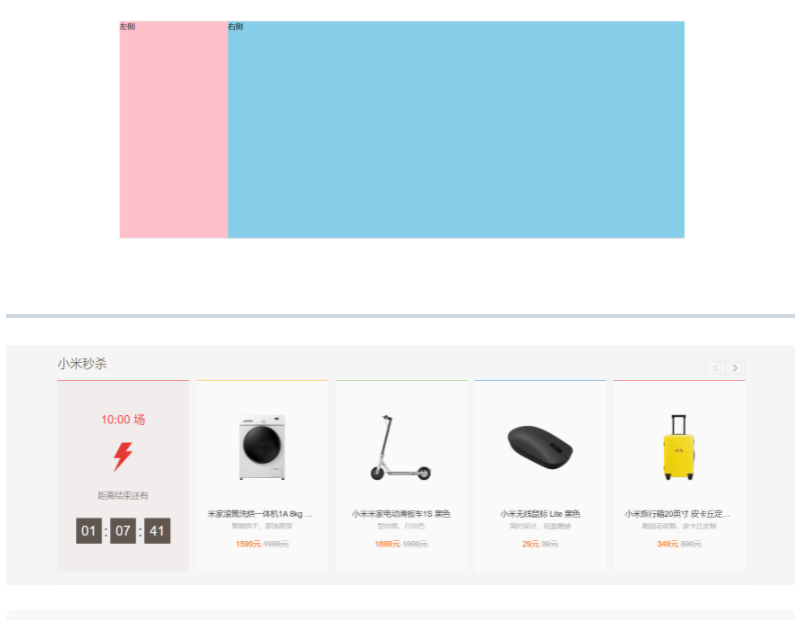 左侧
右侧
小米秒杀
10:00 场
距离结束还有
01 : 07 : 41
米家滚筒洗烘一体机1A 8kg …
1599元 1999元
小米米家电动滑板车1S 黑色
1899元 1999元
小米无线鼠标 Lite 黑色
29元 39元
小米旅行箱20英寸 皮卡丘定…
349元 399元